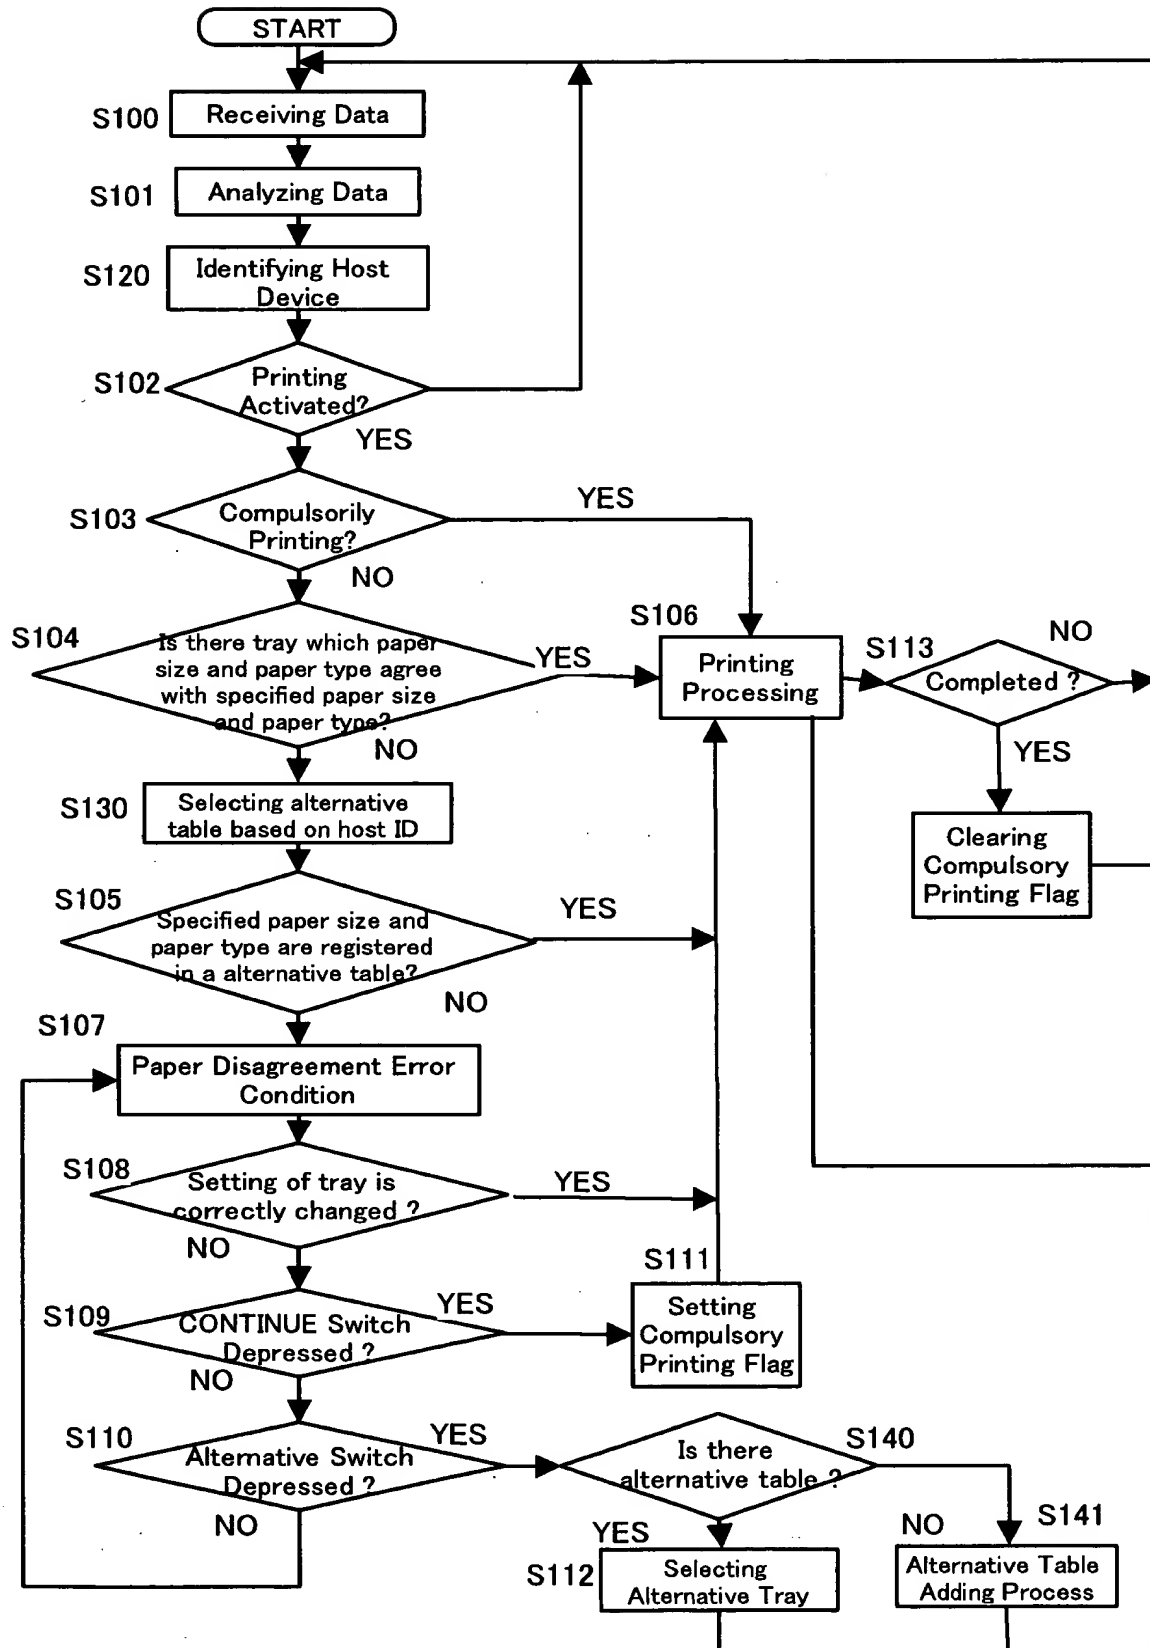 START
S100
Receiving Data
S101
Analyzing Data
S120
Identifying Host
Device
S102
Printing
Activated?
YES
S103
Compulsorily
Printing?
YES
NO
S104
Is there tray which paper
size and paper type agree
with specified paper size
and paper type?
YES
NO
S106
Printing
Processing
S113
Completed ?
NO
YES
Clearing
Compulsory
Printing Flag
S130
Selecting alternative
table based on host ID
S105
Specified paper size and
paper type are registered
in a alternative table?
YES
NO
S107
Paper Disagreement Error
Condition
S108
Setting of tray is
correctly changed ?
YES
NO
S109
CONTINUE Switch
Depressed ?
YES
NO
S111
Setting
Compulsory
Printing Flag
S110
Alternative Switch
Depressed ?
YES
NO
S140
Is there
alternative table ?
YES
NO
S112
Selecting
Alternative Tray
S141
Alternative Table
Adding Process